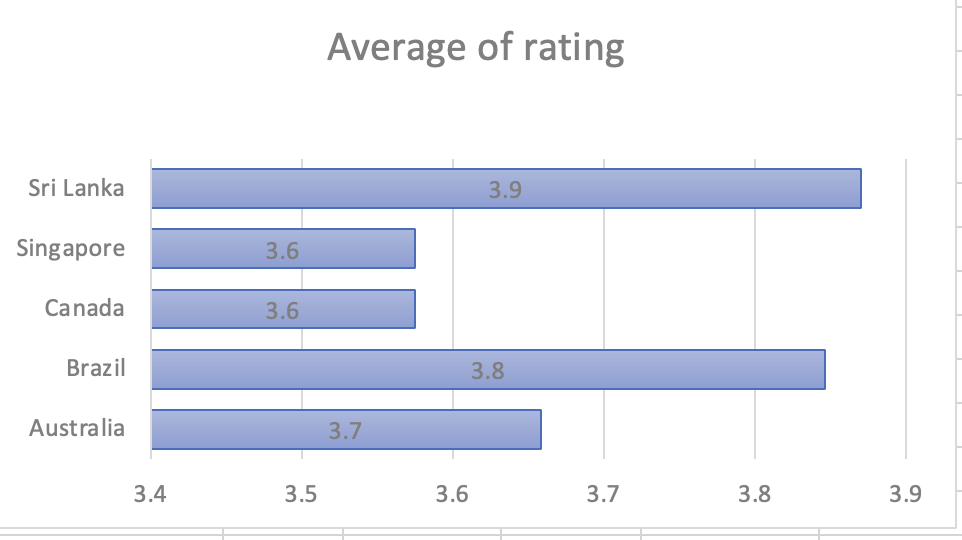 Average of rating
Sri Lanka 3.9
Singapore 3.6
Canada 3.6
Brazil 3.8
Australia 3.7
3.4 3.5 3.6 3.7 3.8 3.9